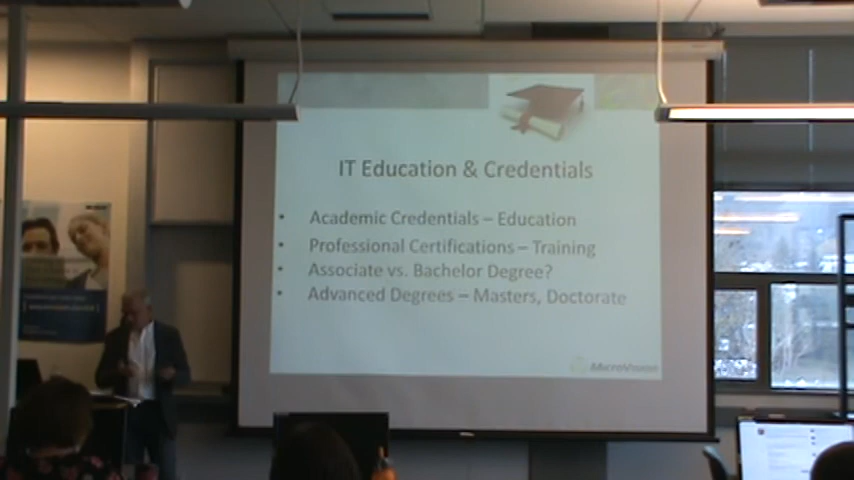 IT Education & Credentials
• Academic Credentials – Education
• Professional Certifications – Training
• Associate vs. Bachelor Degree?
• Advanced Degrees – Masters, Doctorate
MicroVision